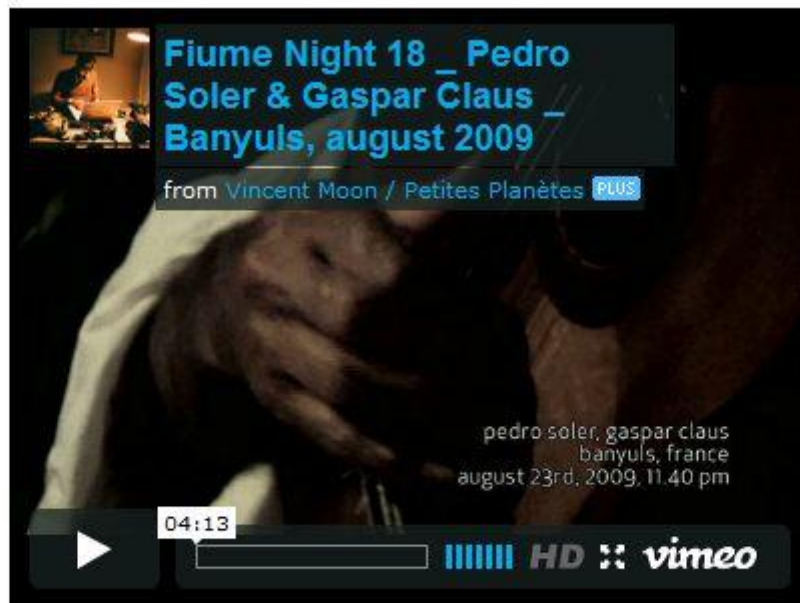 Fiume Night 18 _ Pedro
Soler & Gaspar Claus _
Banyuls, august 2009
from Vincent Moon / Petites Planètes PLUS
pedro soler, gaspar claus
banyuls, france
august 23rd, 2009, 11.40 pm
04:13
HD vimeo